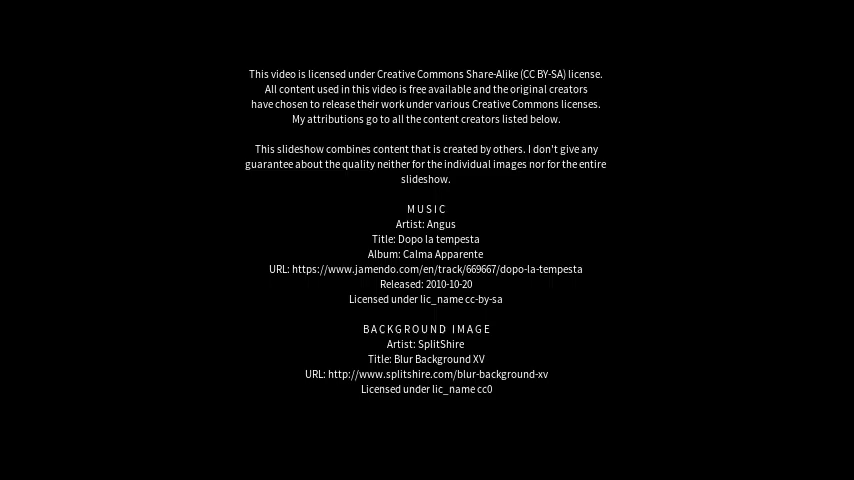 This video is licensed under Creative Commons Share-Alike (CC BY-SA) license.
All content used in this video is free available and the original creators
have chosen to release their work under various Creative Commons licenses.
My attributions go to all the content creators listed below.
This slideshow combines content that is created by others. I don't give any
guarantee about the quality neither for the individual images nor for the entire
slideshow.
MUSIC
Artist: Angus
Title: Dopo la tempesta
Album: Calma Apparente
URL: https://www.jamendo.com/en/track/669667/dopo-la-tempesta
Released: 2010-10-20
Licensed under lic_name cc-by-sa
BACKGROUND IMAGE
Artist: SplitShire
Title: Blur Background XV
URL: http://www.splitshire.com/blur-background-xv
Licensed under lic_name cc0